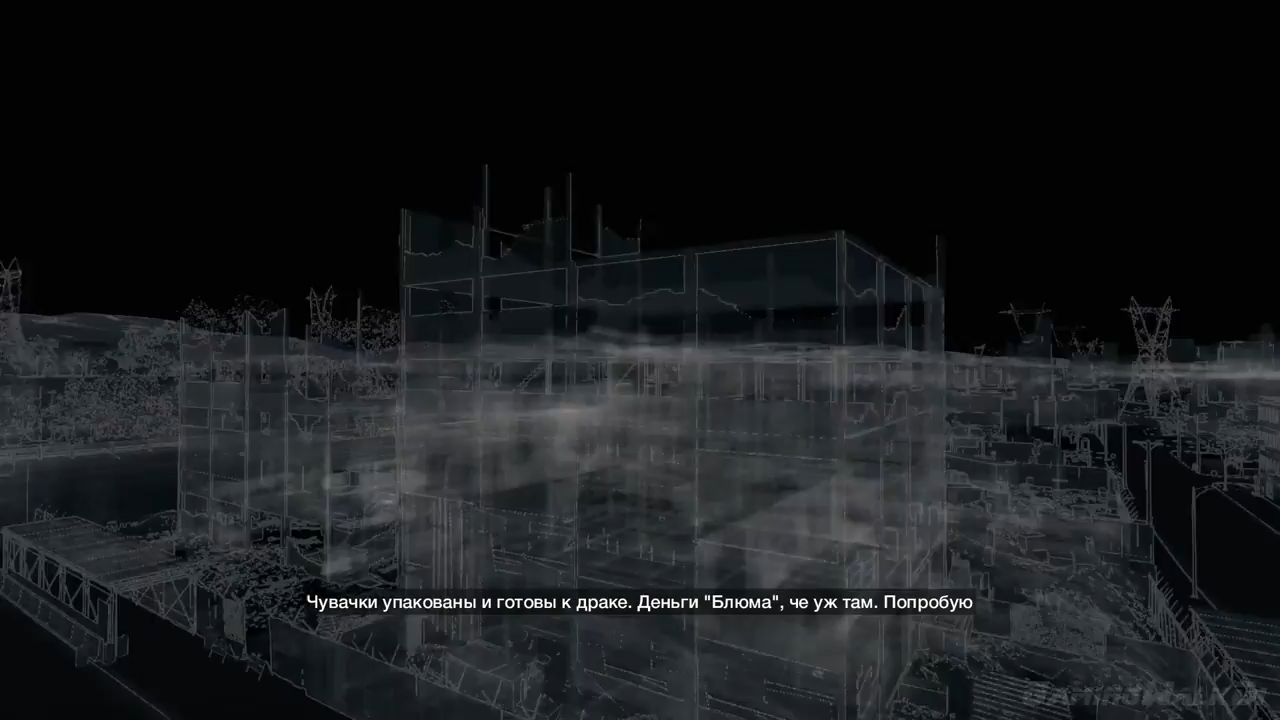 Чувачки упакованы и готовы к драке. Деньги "Блюма", че уж там. Попробую